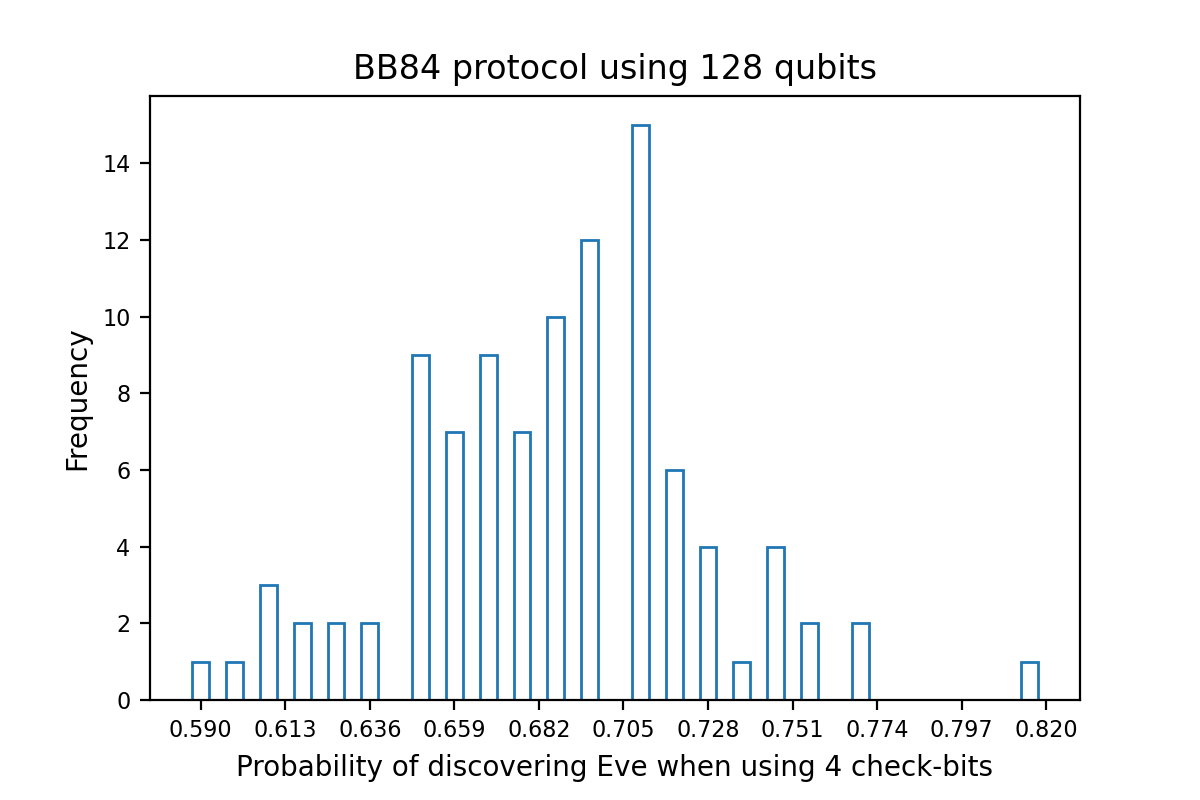 BB84 protocol using 128 qubits
14
12
10
8
6
4
2
0
Frequency
0.590 0.613 0.636 0.659 0.682 0.705 0.728 0.751 0.774 0.797 0.820
Probability of discovering Eve when using 4 check-bits